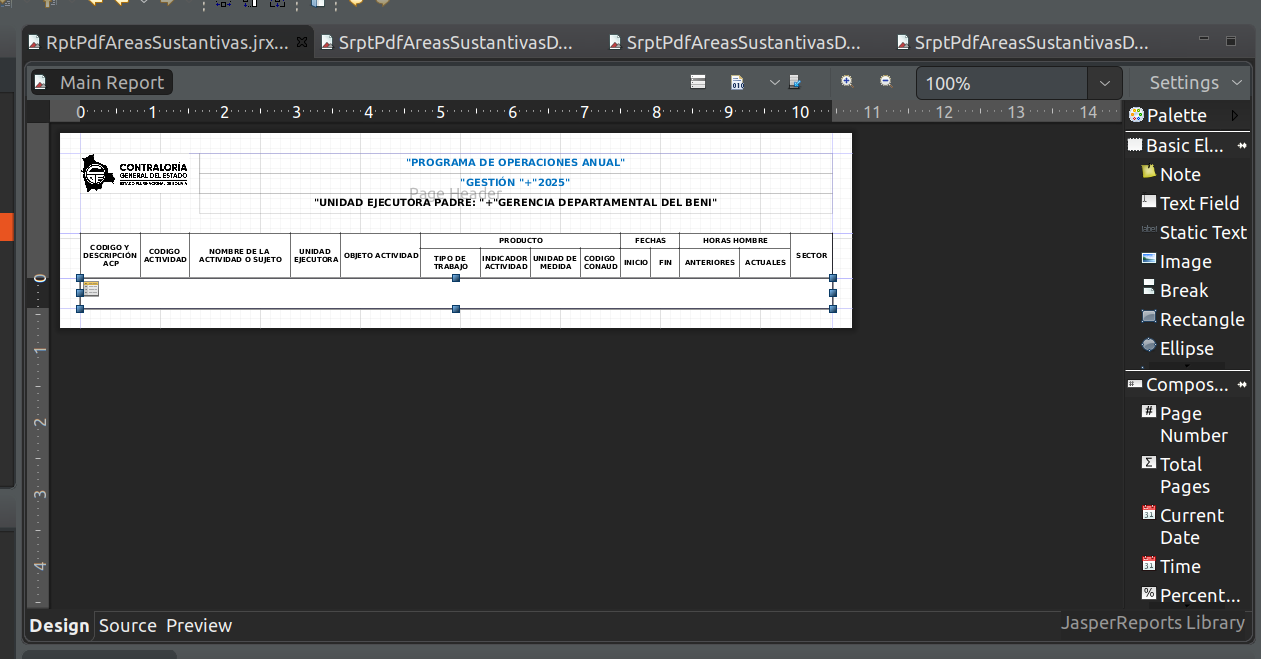 RptPdfAreasSustantivas.jrx...
SrptPdfAreasSustantivasD...
SrptPdfAreasSustantivasD...
SrptPdfAreasSustantivasD...
Main Report
100%
Settings
0 1 2 3 4 5 6 7 8 9 10 11 12 13 14
Palette
Basic El...
Note
Text Field
Static Text
Image
Break
Rectangle
Ellipse
Compos...
Page
Number
Total
Pages
Current
Date
Time
Percent...
CONTRALORÍA
GENERAL DEL ESTADO
"PROGRAMA DE OPERACIONES ANUAL"
"GESTIÓN "+"2025"
Page Header
"UNIDAD EJECUTORA PADRE: "+"GERENCIA DEPARTAMENTAL DEL BENI"
CODIGO Y
DESCRIPCIÓN
ACP
CODIGO
ACTIVIDAD
NOMBRE DE LA
ACTIVIDAD O SUJETO
UNIDAD
EJECUTORA
OBJETO ACTIVIDAD
PRODUCTO
TIPO DE
TRABAJO
INDICADOR
ACTIVIDAD
UNIDAD DE
MEDIDA
CODIGO
CONAUD
FECHAS
INICIO
FIN
HORAS HOMBRE
ANTERIORES
ACTUALES
SECTOR
0
1
2
3
4
Design Source Preview
JasperReports Library